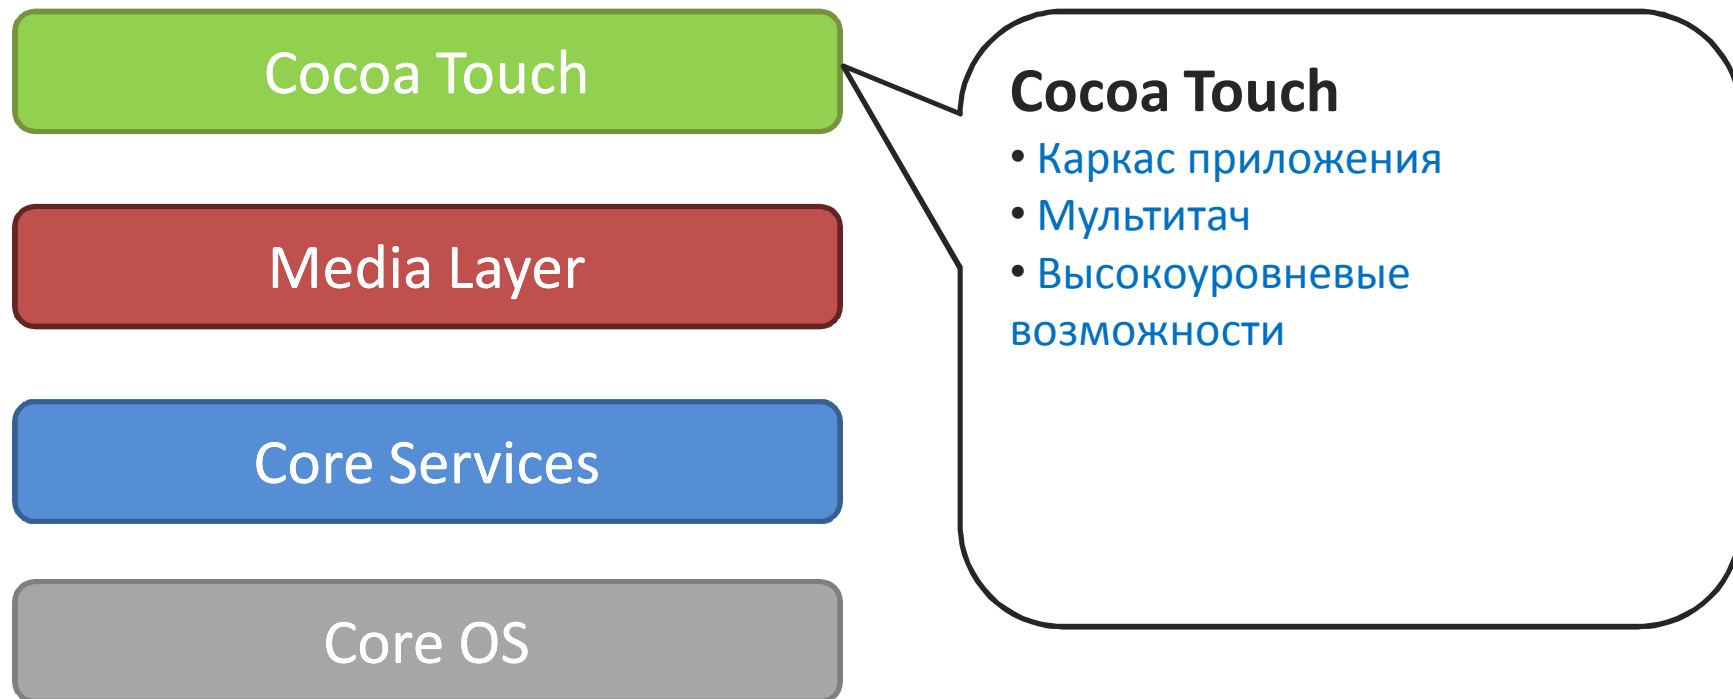 Cocoa Touch
Media Layer
Core Services
Core OS
Cocoa Touch
• Каркас приложения
• Мультитач
• Высокоуровневые
возможности